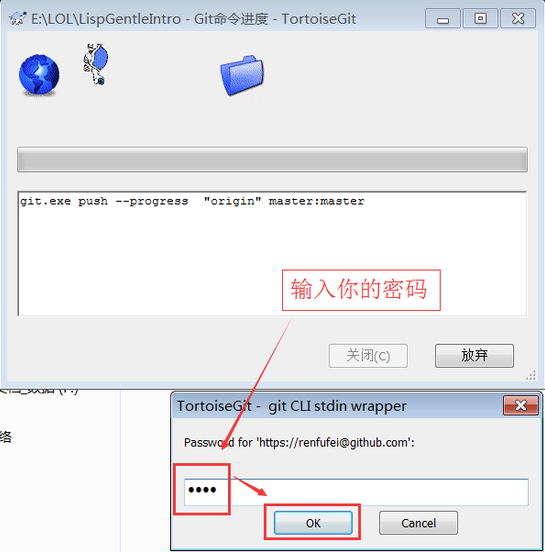 E:\LOL\LispGentleIntro - Git命令进度 - TortoiseGit
git.exe push --progress  "origin" master:master
输入你的密码
关闭(C)
放弃
络
TortoiseGit -  git CLI stdin wrapper
Password for 'https://renfufei@github.com':
••••
OK
Cancel